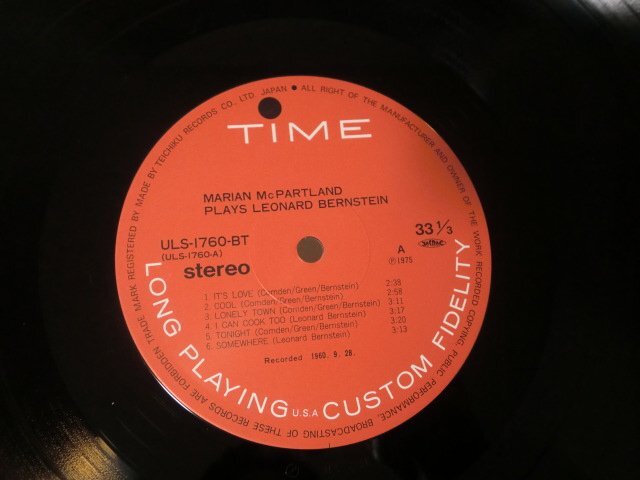 TRADE MARK REGISTERED BY MADE BY TEICHIKU RECORDS CO., LTD. JAPAN ● ALL RIGHT OF THE MANUFACTURER AND OWNER OF THE WORK. RECORDED
COPYING, PUBLIC PERFORMANCE, BROADCASTING OF THESE RECORDS ARE FORBIDDEN
TIME
MARIAN McPARTLAND
PLAYS LEONARD BERNSTEIN
ULS-1760-BT
(ULS-1760-A)
stereo
33 1/3
A
Ⓟ1975
1. IT'S LOVE (Comden/Green/Bernstein) 2:38
2. COOL (Comden/Green/Bernstein) 2:58
3. LONELY TOWN (Comden/Green/Bernstein) 3:11
4. I CAN COOK TOO (Leonard Bernstein) 3:17
5. TONIGHT (Comden/Green/Bernstein) 3:20
6. SOMEWHERE (Leonard Bernstein) 3:13
Recorded 1960. 9. 28.
LONG PLAYING U.S.A CUSTOM FIDELITY